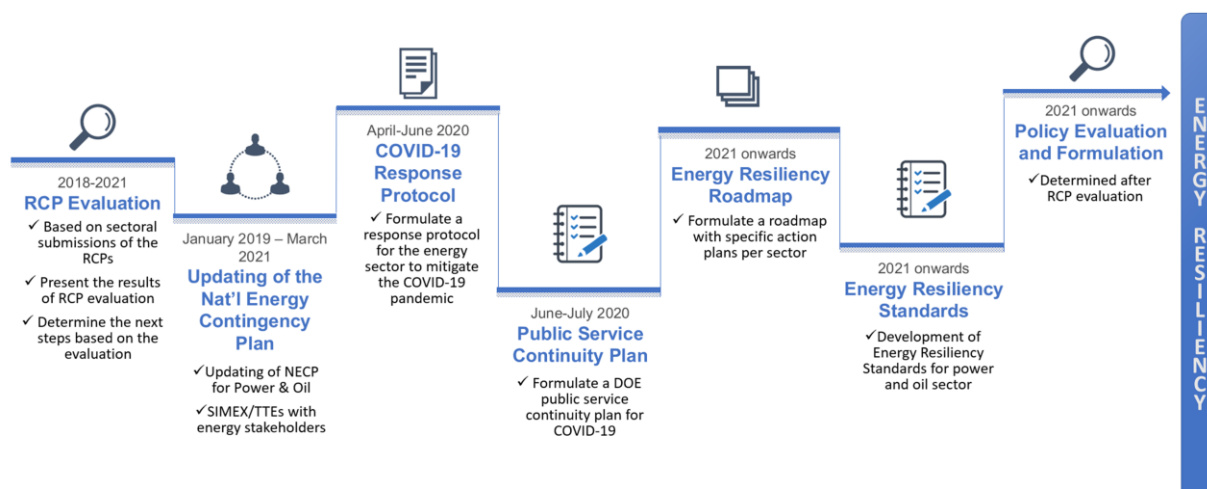 2018-2021
RCP Evaluation
✓ Based on sectoral
submissions of the
RCPs
✓ Present the results
of RCP evaluation
✓ Determine the next
steps based on the
evaluation
January 2019 – March
2021
Updating of the
Nat'l Energy
Contingency
Plan
✓Updating of NECP
for Power & Oil
✓SIMEX/TTEs with
energy stakeholders
April-June 2020
COVID-19
Response
Protocol
✓ Formulate a
response protocol
for the energy
sector to mitigate
the COVID-19
pandemic
June-July 2020
Public Service
Continuity Plan
✓ Formulate a DOE
public service
continuity plan for
COVID-19
2021 onwards
Energy Resiliency
Roadmap
✓ Formulate a roadmap
with specific action
plans per sector
2021 onwards
Energy Resiliency
Standards
✓Development of
Energy Resiliency
Standards for power
and oil sector
2021 onwards
Policy Evaluation
and Formulation
✓Determined after
RCP evaluation
ENERGY RESILIENCY